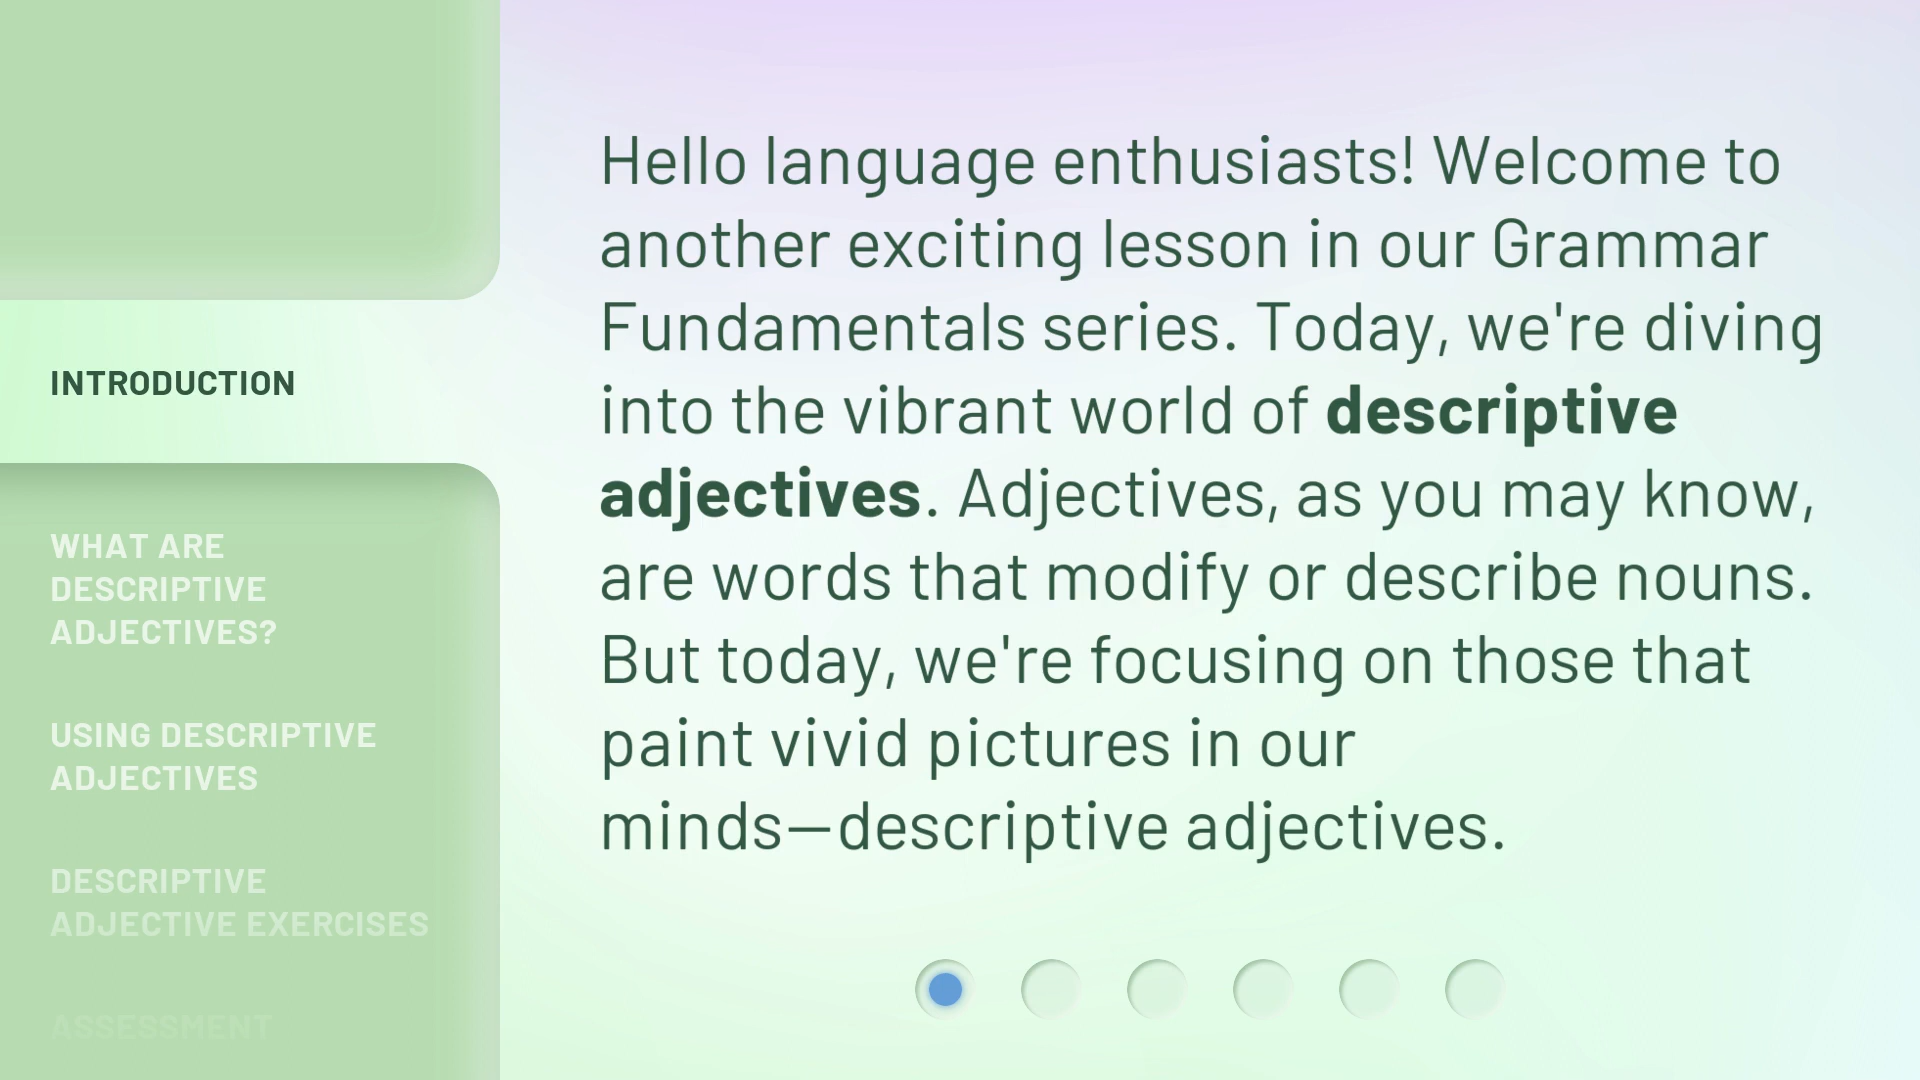 INTRODUCTION
WHAT ARE
DESCRIPTIVE
ADJECTIVES?
USING DESCRIPTIVE
ADJECTIVES
DESCRIPTIVE
ADJECTIVE EXERCISES
ASSESSMENT
Hello language enthusiasts! Welcome to
another exciting lesson in our Grammar
Fundamentals series. Today, we're diving
into the vibrant world of descriptive
adjectives. Adjectives, as you may know,
are words that modify or describe nouns.
But today, we're focusing on those that
paint vivid pictures in our
minds—descriptive adjectives.